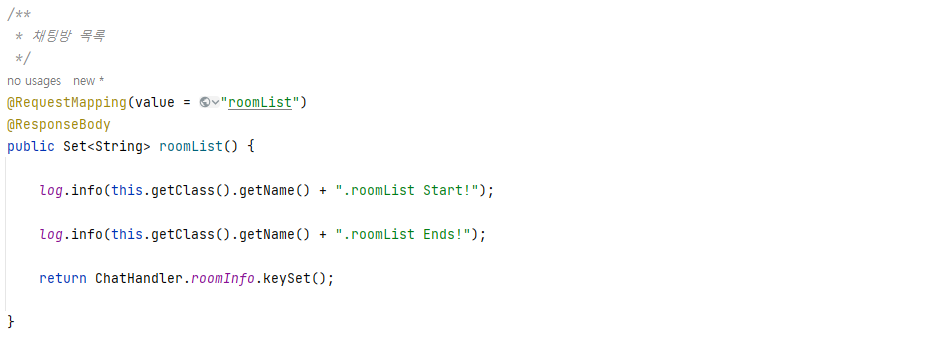 /**
 * 채팅방 목록
 */
no usages   new *
@RequestMapping(value = "roomList")
@ResponseBody
public Set<String> roomList() {
    log.info(this.getClass().getName() + ".roomList Start!");
    log.info(this.getClass().getName() + ".roomList Ends!");
    return ChatHandler.roomInfo.keySet();
}